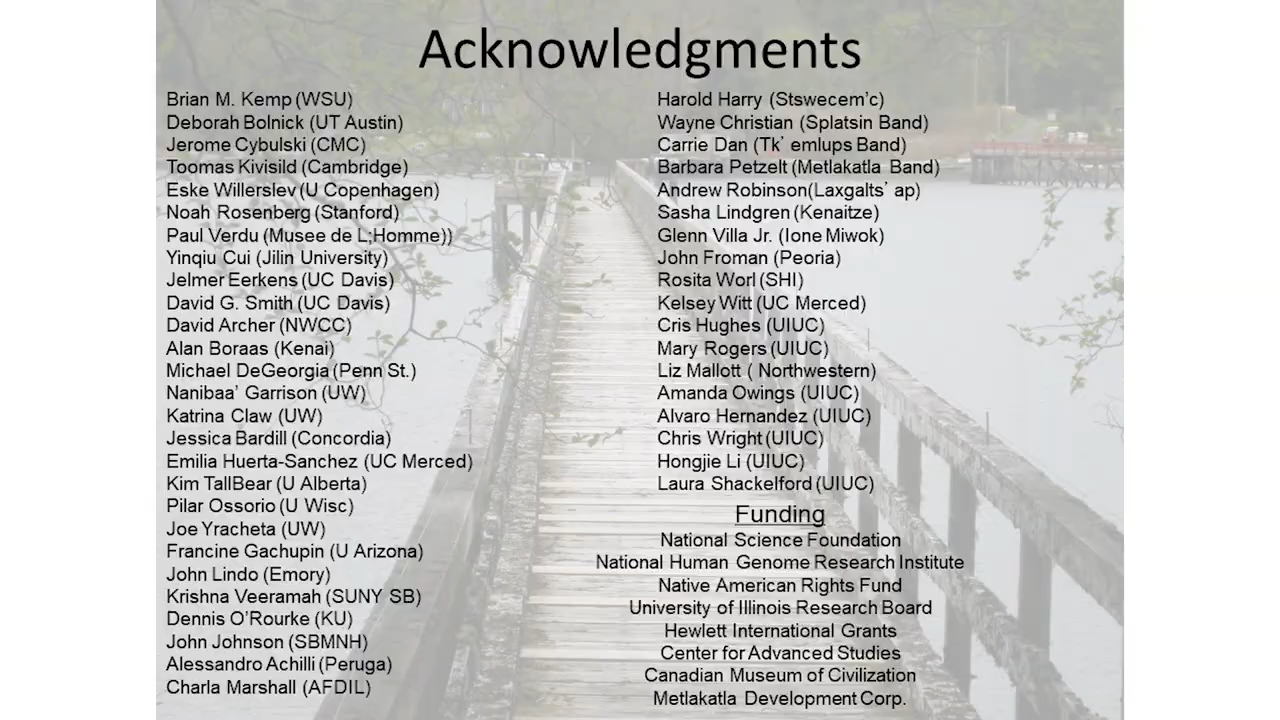 Acknowledgments
Brian M. Kemp (WSU)
Deborah Bolnick (UT Austin)
Jerome Cybulski (CMC)
Toomas Kivisild (Cambridge)
Eske Willerslev (U Copenhagen)
Noah Rosenberg (Stanford)
Paul Verdu (Musee de L;Homme))
Yinqiu Cui (Jilin University)
Jelmer Eerkens (UC Davis)
David G. Smith (UC Davis)
David Archer (NWCC)
Alan Boraas (Kenai)
Michael DeGeorgia (Penn St.)
Nanibaa’ Garrison (UW)
Katrina Claw (UW)
Jessica Bardill (Concordia)
Emilia Huerta-Sanchez (UC Merced)
Kim TallBear (U Alberta)
Pilar Ossorio (U Wisc)
Joe Yracheta (UW)
Francine Gachupin (U Arizona)
John Lindo (Emory)
Krishna Veeramah (SUNY SB)
Dennis O’Rourke (KU)
John Johnson (SBMNH)
Alessandro Achilli (Peruga)
Charla Marshall (AFDIL)
Harold Harry (Stswecem’c)
Wayne Christian (Splatsin Band)
Carrie Dan (Tk’ emlups Band)
Barbara Petzelt (Metlakatla Band)
Andrew Robinson(Laxgalts’ ap)
Sasha Lindgren (Kenaitze)
Glenn Villa Jr. (Ione Miwok)
John Froman (Peoria)
Rosita Worl (SHI)
Kelsey Witt (UC Merced)
Cris Hughes (UIUC)
Mary Rogers (UIUC)
Liz Mallott ( Northwestern)
Amanda Owings (UIUC)
Alvaro Hernandez (UIUC)
Chris Wright (UIUC)
Hongjie Li (UIUC)
Laura Shackelford (UIUC)
Funding
National Science Foundation
National Human Genome Research Institute
Native American Rights Fund
University of Illinois Research Board
Hewlett International Grants
Center for Advanced Studies
Canadian Museum of Civilization
Metlakatla Development Corp.